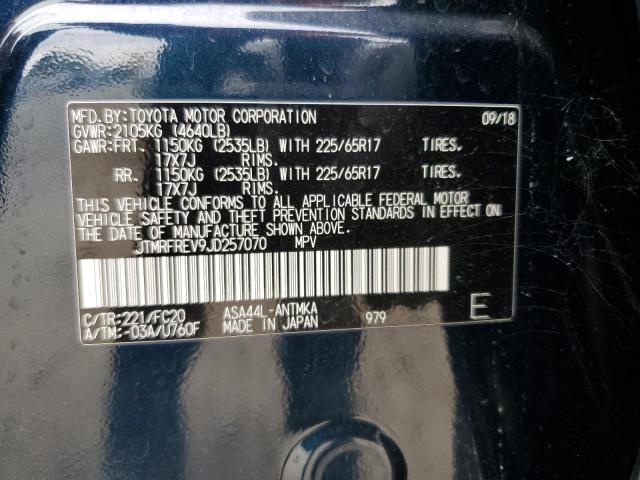 MFD.BY:TOYOTA MOTOR CORPORATION 09/18
GVWR:2105KG (4640LB)
GAWR:FRT. 1150KG (2535LB) WITH 225/65R17 TIRES.
17X7J RIMS.
RR. 1150KG (2535LB) WITH 225/65R17 TIRES.
17X7J RIMS.
THIS VEHICLE CONFORMS TO ALL APPLICABLE FEDERAL MOTOR
VEHICLE SAFETY AND THEFT PREVENTION STANDARDS IN EFFECT ON
THE DATE OF MANUFACTURE SHOWN ABOVE.
JTMRFREV9JD257070 MPV
C/TR:221/FC20 ASA44L-ANTMKA 979 E
A/TM:-03A/U760F MADE IN JAPAN